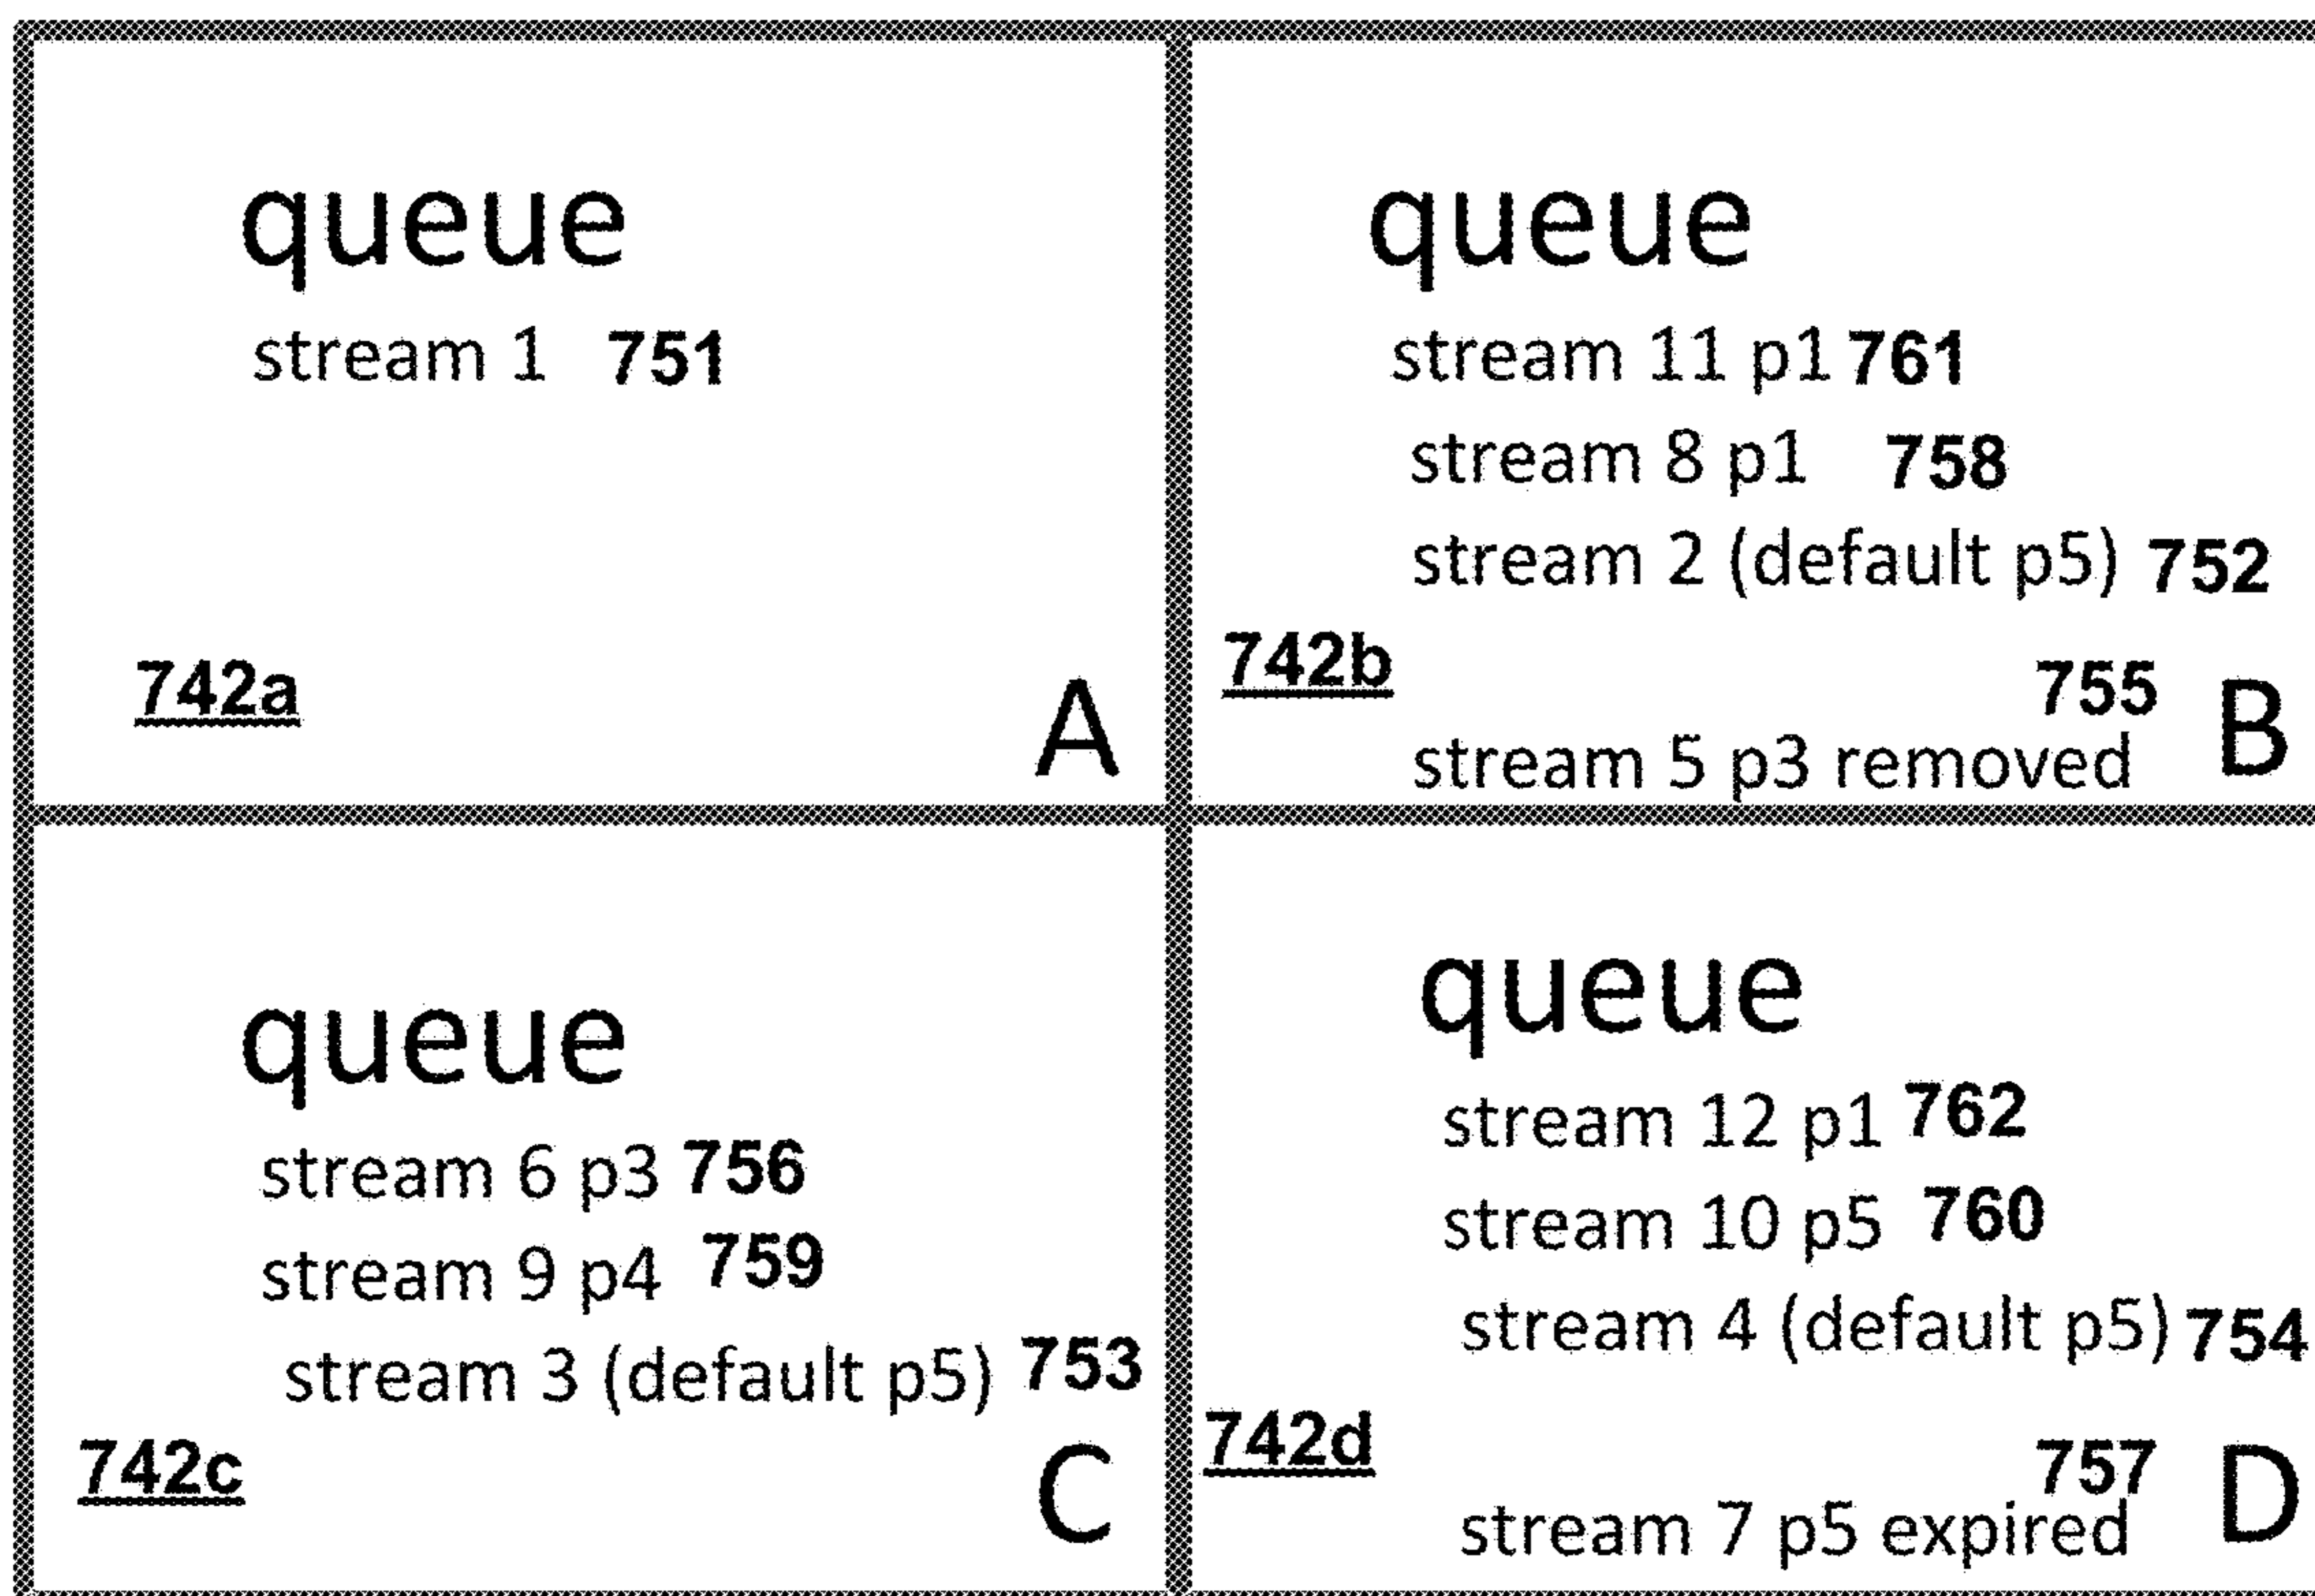 queue
stream 1 751
742a
A
queue
stream 11 p1 761
stream 8 p1 758
stream 2 (default p5) 752
742b
755
stream 5 p3 removed
B
queue
stream 6 p3 756
stream 9 p4 759
stream 3 (default p5) 753
742c
C
queue
stream 12 p1 762
stream 10 p5 760
stream 4 (default p5) 754
742d
757
stream 7 p5 expired
D